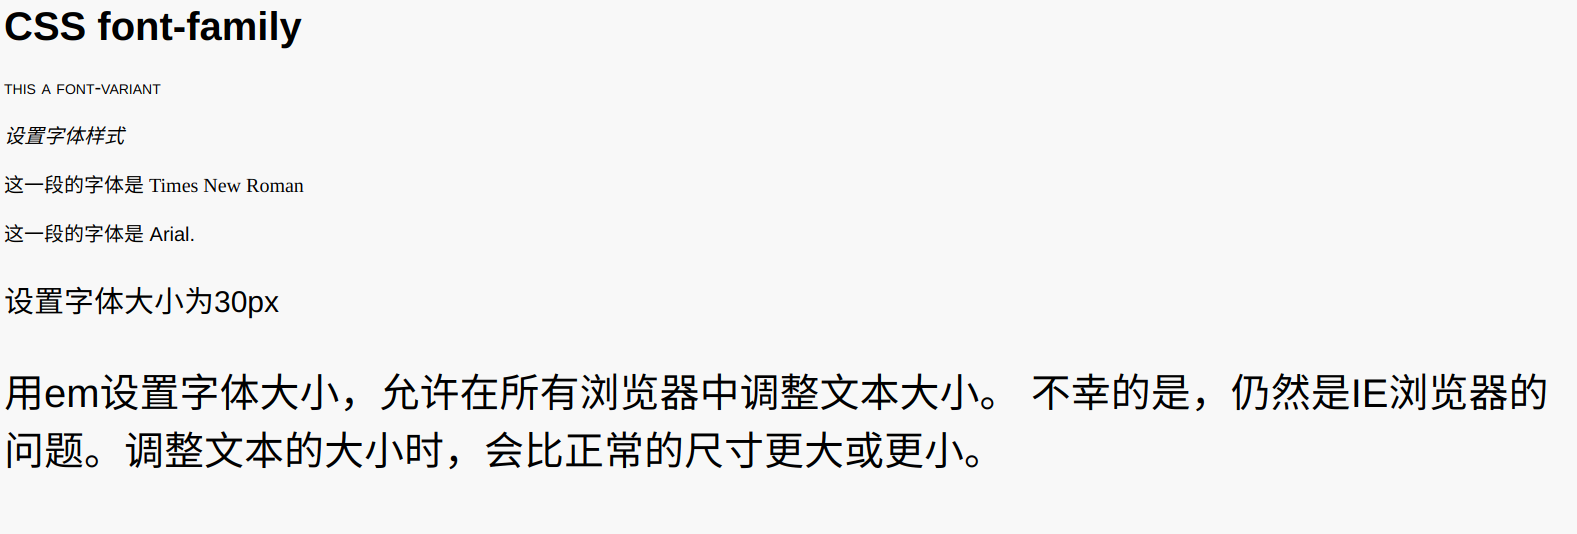 CSS font-family
THIS A FONT-VARIANT
设置字体样式
这一段的字体是 Times New Roman
这一段的字体是 Arial.
设置字体大小为30px
用em设置字体大小，允许在所有浏览器中调整文本大小。 不幸的是，仍然是IE浏览器的
问题。调整文本的大小时，会比正常的尺寸更大或更小。